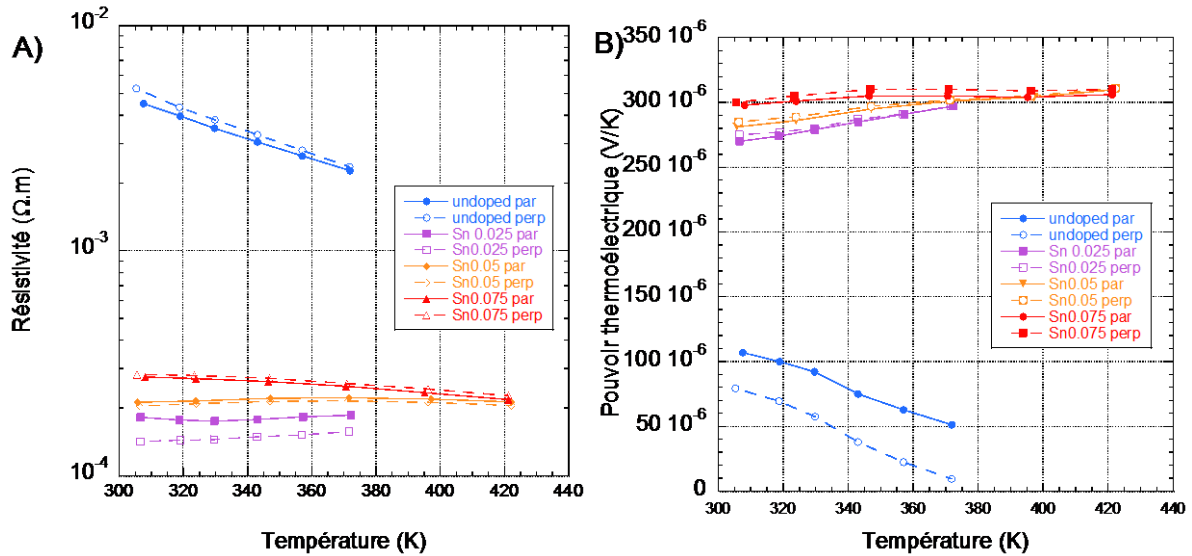 A)
Résistivité (Ω.m)
10^-2
10^-3
10^-4
undoped par
undoped perp
Sn 0.025 par
Sn0.025 perp
Sn0.05 par
Sn0.05 perp
Sn0.075 par
Sn0.075 perp
300 320 340 360 380 400 420 440
Température (K)
B)
Pouvoir thermoélectrique (V/K)
350 10^-6
300 10^-6
250 10^-6
200 10^-6
150 10^-6
100 10^-6
50 10^-6
0
undoped par
undoped perp
Sn 0.025 par
Sn0.025 perp
Sn0.05 par
Sn0.05 perp
Sn0.075 par
Sn0.075 perp
300 320 340 360 380 400 420 440
Température (K)